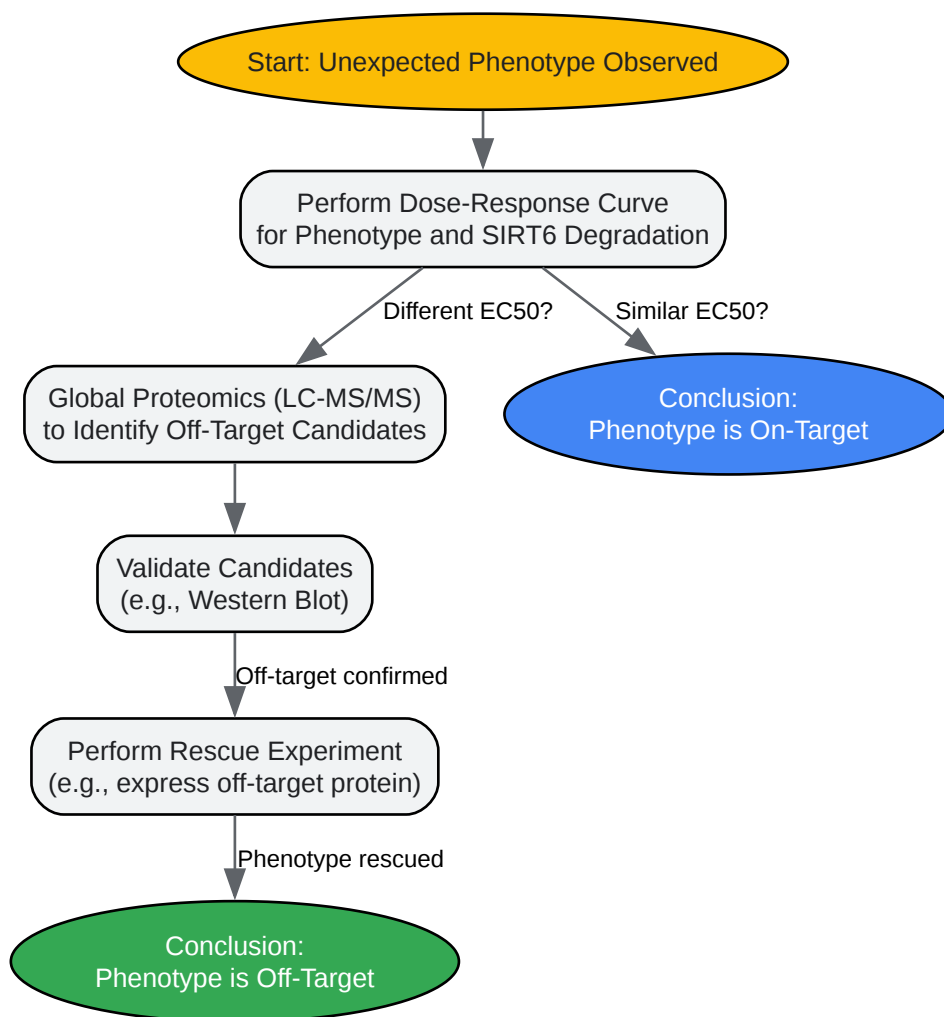 Start: Unexpected Phenotype Observed
Perform Dose-Response Curve
for Phenotype and SIRT6 Degradation
Different EC50?
Similar EC50?
Global Proteomics (LC-MS/MS)
to Identify Off-Target Candidates
Conclusion:
Phenotype is On-Target
Validate Candidates
(e.g., Western Blot)
Off-target confirmed
Perform Rescue Experiment
(e.g., express off-target protein)
Phenotype rescued
Conclusion:
Phenotype is Off-Target